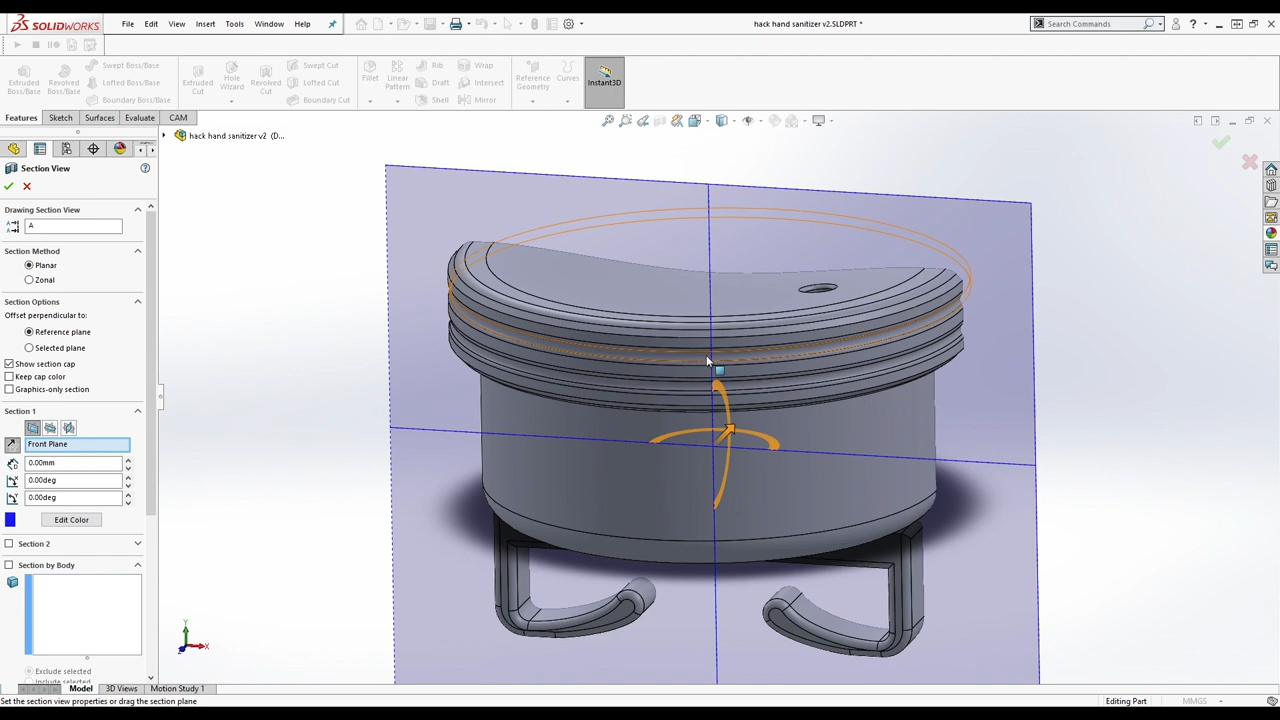 SOLIDWORKS File Edit View Insert Tools Window Help hack hand sanitizer v2.SLDPRT * Search Commands
Extruded Boss/Base Revolved Boss/Base Swept Boss/Base Lofted Boss/Base Boundary Boss/Base Extruded Cut Hole Wizard Revolved Cut Swept Cut Lofted Cut Boundary Cut Fillet Linear Pattern Rib Draft Shell Wrap Intersect Mirror Reference Geometry Curves Instant3D
Features Sketch Surfaces Evaluate CAM
hack hand sanitizer v2 (D...
Section View
Drawing Section View
A
Section Method
Planar
Zonal
Section Options
Offset perpendicular to:
Reference plane
Selected plane
Show section cap
Keep cap color
Graphics-only section
Section 1
Front Plane
0.00mm
0.00deg
0.00deg
Edit Color
Section 2
Section by Body
Exclude selected
Include selected
Y
X
Z
Model 3D Views Motion Study 1
Set the section view properties or drag the section plane Editing Part MMGS